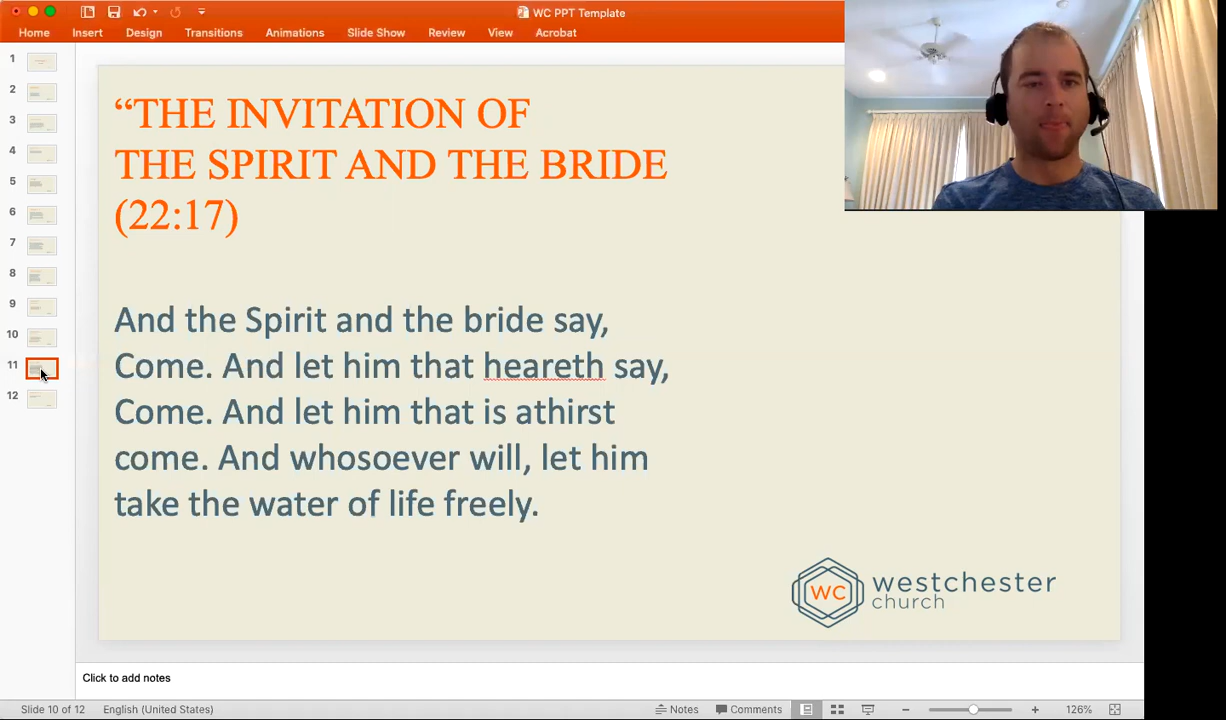 WC PPT Template
Home Insert Design Transitions Animations Slide Show Review View Acrobat
1
2
3
4
5
6
7
8
9
10
11
12
“THE INVITATION OF
THE SPIRIT AND THE BRIDE
(22:17)
And the Spirit and the bride say,
Come. And let him that heareth say,
Come. And let him that is athirst
come. And whosoever will, let him
take the water of life freely.
WC westchester
church
Click to add notes
Slide 10 of 12 English (United States) Notes Comments 126%